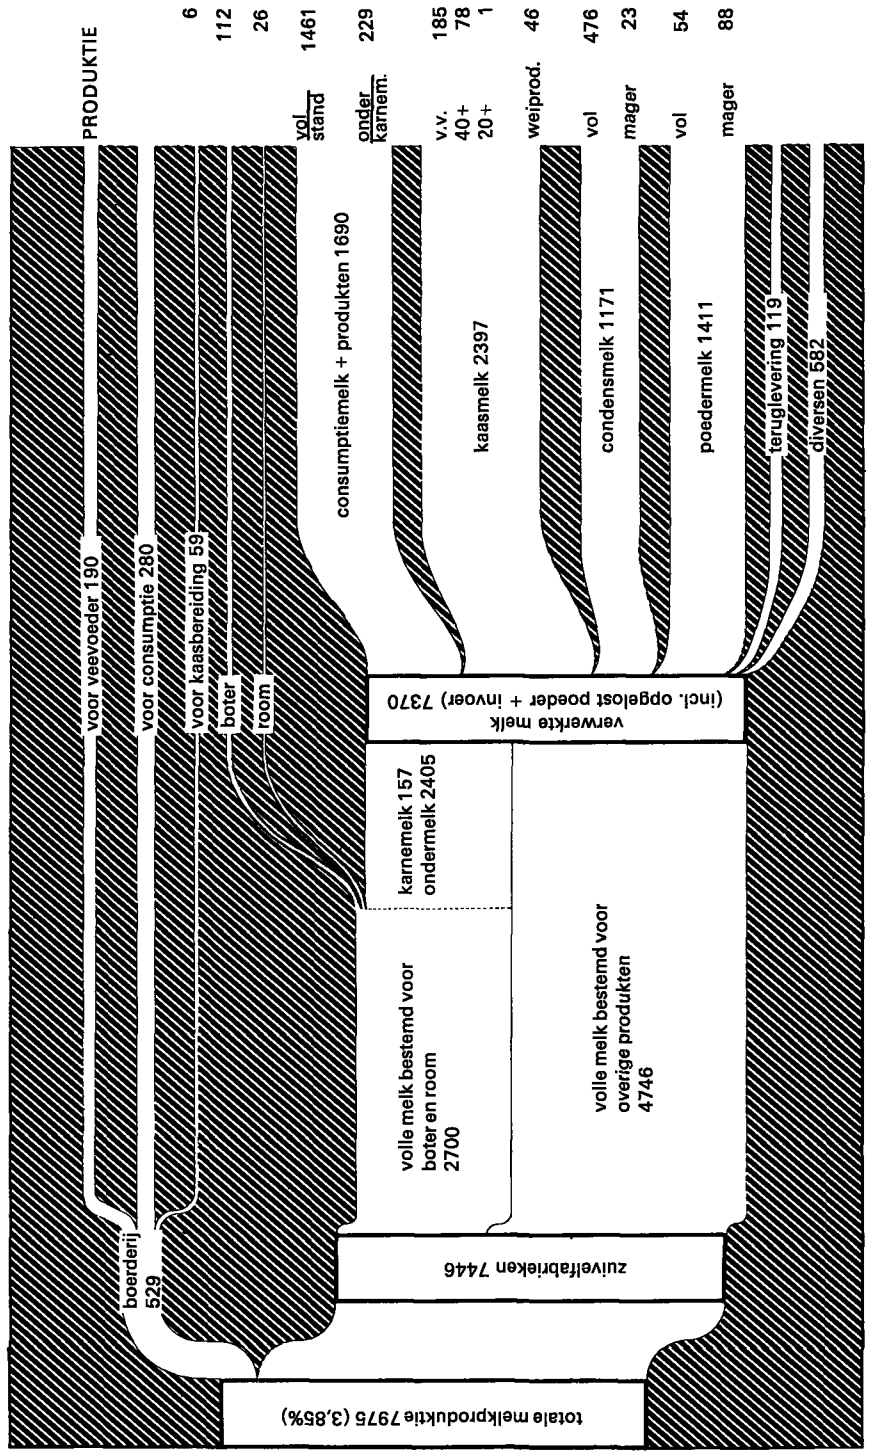 PRODUKTIE
voor veevoeder 190
voor consumptie 280
voor kaasbereiding 59
6
boter
112
room
26
vol
stand
1461
onder
karnem.
229
consumptiemelk + produkten 1690
v.v.
185
40+
78
20+
1
kaasmelk 2397
weiprod.
46
vol
476
mager
23
condensmelk 1171
vol
54
mager
88
poedermelk 1411
teruglevering 119
diversen 582
verwerkte melk
(incl. opgelost poeder + invoer) 7370
karnemelk 157
ondermelk 2405
volle melk bestemd voor
boter en room
2700
volle melk bestemd voor
overige produkten
4746
boerderij
529
zuivelfabrieken 7446
totale melkproduktie 7975 (3,85%)